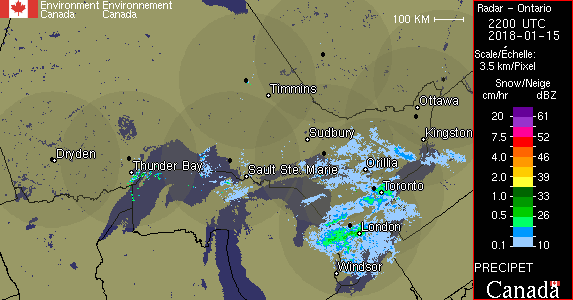 Environment Environnement
Canada Canada
100 KM
Timmins
Ottawa
Sudbury
Kingston
Dryden
Thunder Bay
Sault Ste. Marie
Orillia
Toronto
London
Windsor
Radar - Ontario
2200 UTC
2018-01-15
Scale/Échelle:
3.5 km/Pixel
Snow/Neige
cm/hr dBZ
20 61
7.5 52
4.0 46
2.0 39
1.0 33
0.5 26
0.1 10
PRECIPET
Canada